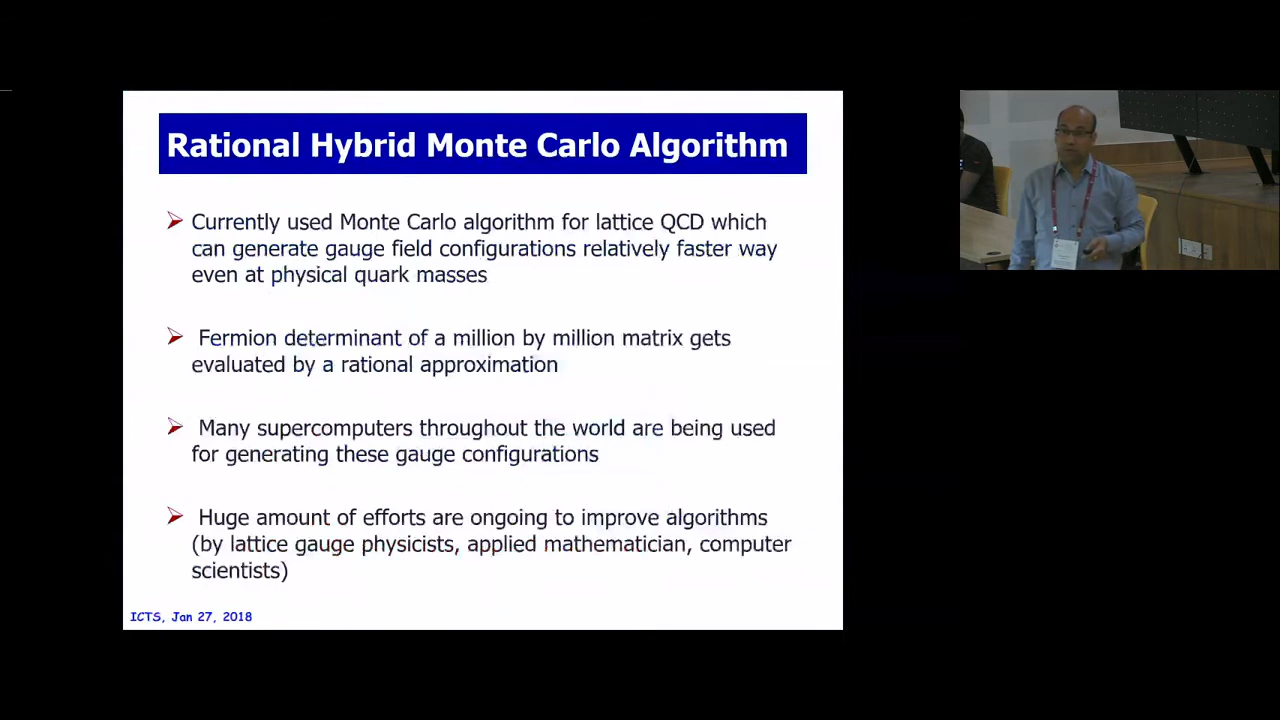 Rational Hybrid Monte Carlo Algorithm
Currently used Monte Carlo algorithm for lattice QCD which
can generate gauge field configurations relatively faster way
even at physical quark masses
Fermion determinant of a million by million matrix gets
evaluated by a rational approximation
Many supercomputers throughout the world are being used
for generating these gauge configurations
Huge amount of efforts are ongoing to improve algorithms
(by lattice gauge physicists, applied mathematician, computer
scientists)
ICTS, Jan 27, 2018